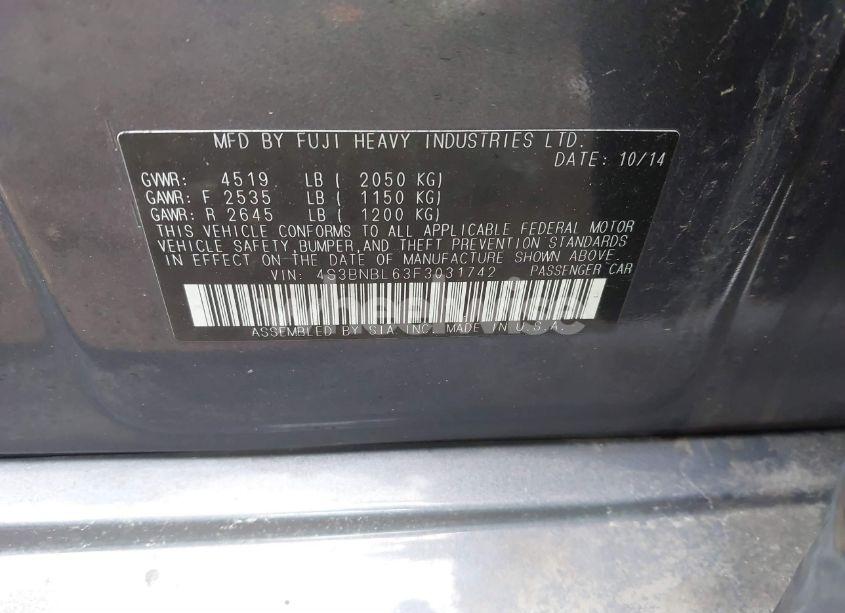 MFD BY FUJI HEAVY INDUSTRIES LTD.
DATE: 10/14
GVWR: 4519 LB ( 2050 KG)
GAWR: F 2535 LB ( 1150 KG)
GAWR: R 2645 LB ( 1200 KG)
THIS VEHICLE CONFORMS TO ALL APPLICABLE FEDERAL MOTOR
VEHICLE SAFETY,BUMPER,AND THEFT PREVENTION STANDARDS
IN EFFECT ON THE DATE OF MANUFACTURE SHOWN ABOVE.
VIN: 4S3BNBL63F3031742 PASSENGER CAR
wheelwise
ASSEMBLED BY SIA INC. MADE IN U.S.A.